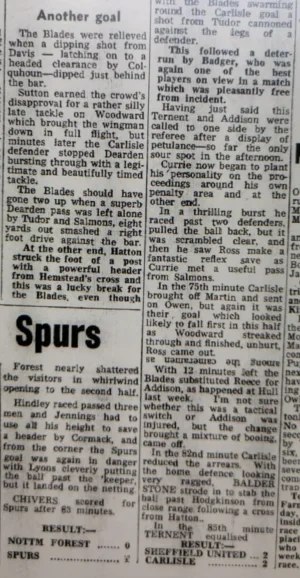 Another goal
The Blades were relieved
when a dipping shot from
Davis — latching on to a
headed clearance by Col-
quhoun—dipped just behind
the bar.
Sutton earned the crowd's
disapproval for a rather silly
late tackle on Woodward
which brought the wingman
down in full flight, but
minutes later the Carlisle
defender stopped Dearden
bursting through with a legi-
timate and beautifully timed
tackle.
The Blades should have
gone two up when a superb
Dearden pass was left alone
by Tudor and Salmons, eight
yards out smashed a right
foot drive against the bar.
At the other end, Hatton
struck the foot of a post
with a powerful header
from Hemstead's cross and
this was a lucky break for
the Blades, even though
Spurs
Forest nearly shattered
the visitors in whirlwind
opening to the second half.
Hindley raced passed three
men and Jennings had to
use all his height to save
a header by Cormack, and
from the corner the Spurs
goal was again in danger
with Lyons cleverly putting
the ball past the 'keeper,
but it landed on the netting.
CHIVERS scored for
Spurs after 85 minutes.
RESULT:—
NOTTM FOREST 0
SPURS
with the Blades swarming
round the Carlisle goal a
shot from Tudor cannoned
against the legs of a
defender.
This followed a deter-
run by Badger, who was
again one of the best
players on view in a match
which was pleasantly free
from incident.
Having just said this
Ternent and Addison were
called to one side by the
referee after a display of
petulance—so far the only
sour spot in the afternoon.
Currie now began to plant
his personality on the pro-
ceedings around his own
penalty area and at the
other end.
In a thrilling burst he
raced past two defenders,
pulled the ball back, but it
was scrambled clear, and
then he saw Ross make a
fantastic reflex save as
Currie met a useful pass
from Salmons.
In the 75th minute Carlisle
brought off Martin and sent
on Owen, but again it was
their goal which looked
likely to fall first in this half
as Woodward streaked
through and finished, unhurt,
Ross came out.
With 12 minutes left the
Blades substituted Reece for
Addison, as happened at Hull
last week. I'm not sure
whether this was a tactical
switch or Addison was
injured, but the change
brought a mixture of booing,
came off.
In the 82nd minute Carlisle
reduced the arrears. With
the home defence looking
very ragged, BALDER
STONE strode in to stab the
ball past Hodgkinson from
close range following a cross
from Hatton.
In the 85th minute
TERNENT equalised
RESULT:—
SHEFFIELD UNITED ... 2
CARLISLE 2